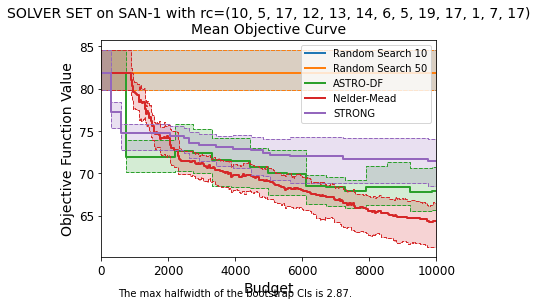 SOLVER SET on SAN-1 with rc=(10, 5, 17, 12, 13, 14, 6, 5, 19, 17, 1, 7, 17)
Mean Objective Curve
Random Search 10
Random Search 50
ASTRO-DF
Nelder-Mead
STRONG
Objective Function Value
85
80
75
70
65
0 2000 4000 6000 8000 10000
Budget
The max halfwidth of the bootstrap CIs is 2.87.